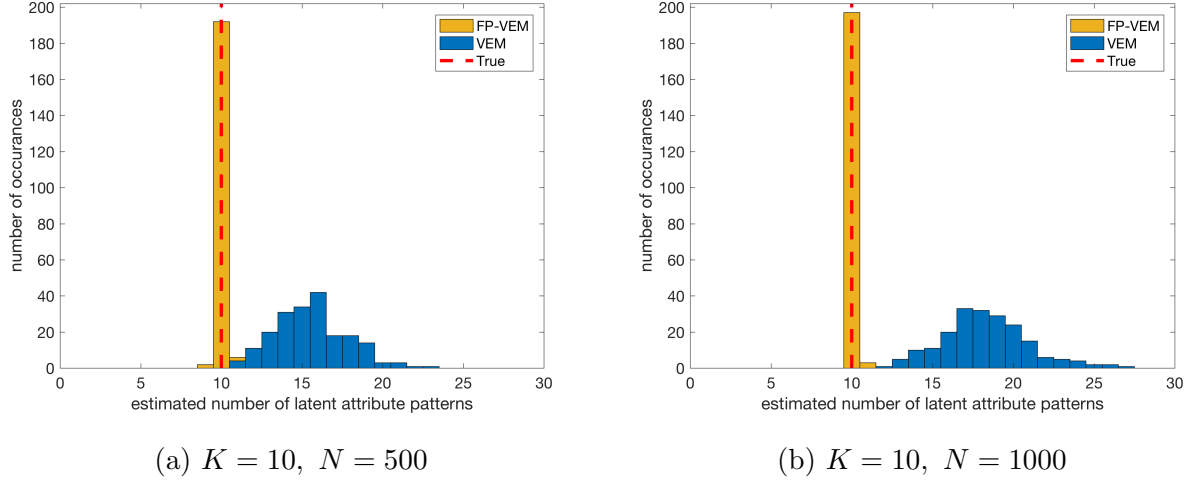 200
180
160
140
120
100
80
60
40
20
0
number of occurances
0 5 10 15 20 25 30
estimated number of latent attribute patterns
FP-VEM
VEM
True
(a) K = 10, N = 500
200
180
160
140
120
100
80
60
40
20
0
number of occurances
0 5 10 15 20 25 30
estimated number of latent attribute patterns
FP-VEM
VEM
True
(b) K = 10, N = 1000